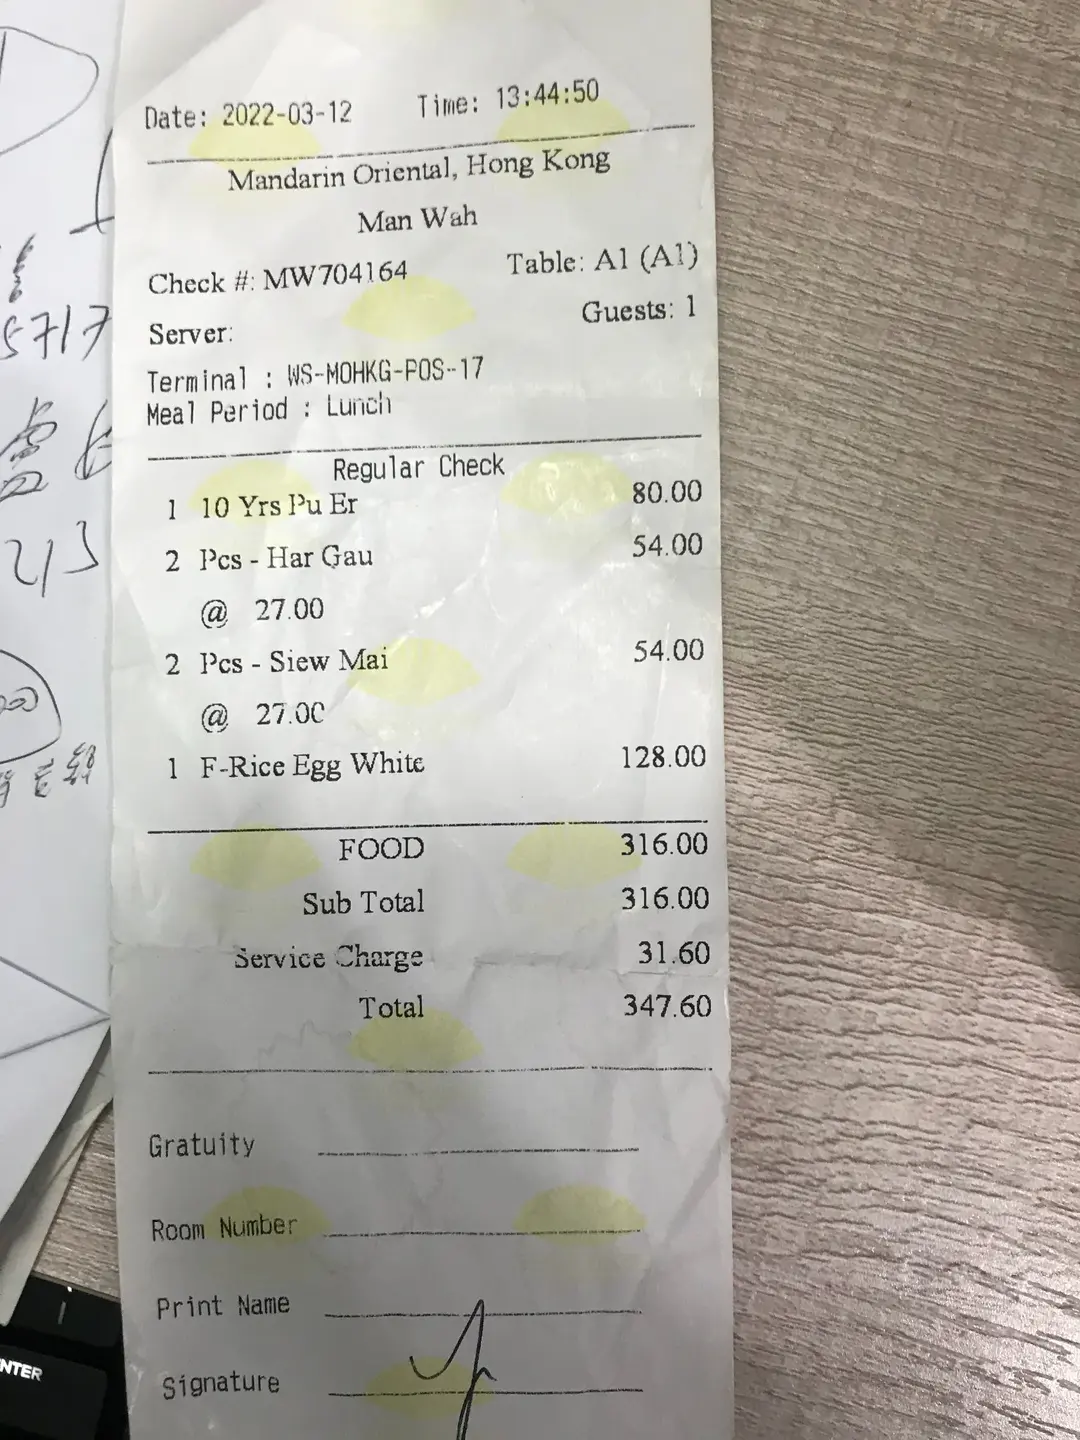 Date: 2022-03-12 Time: 13:44:50
Mandarin Oriental, Hong Kong
Man Wah
Check #: MW704164 Table: A1 (A1)
Server: Guests: 1
Terminal : WS-MOHKG-POS-17
Meal Period : Lunch
Regular Check
1 10 Yrs Pu Er 80.00
2 Pcs - Har Gau 54.00
@ 27.00
2 Pcs - Siew Mai 54.00
@ 27.00
1 F-Rice Egg White 128.00
FOOD 316.00
Sub Total 316.00
Service Charge 31.60
Total 347.60
Gratuity
Room Number
Print Name
Signature
5717
NTER